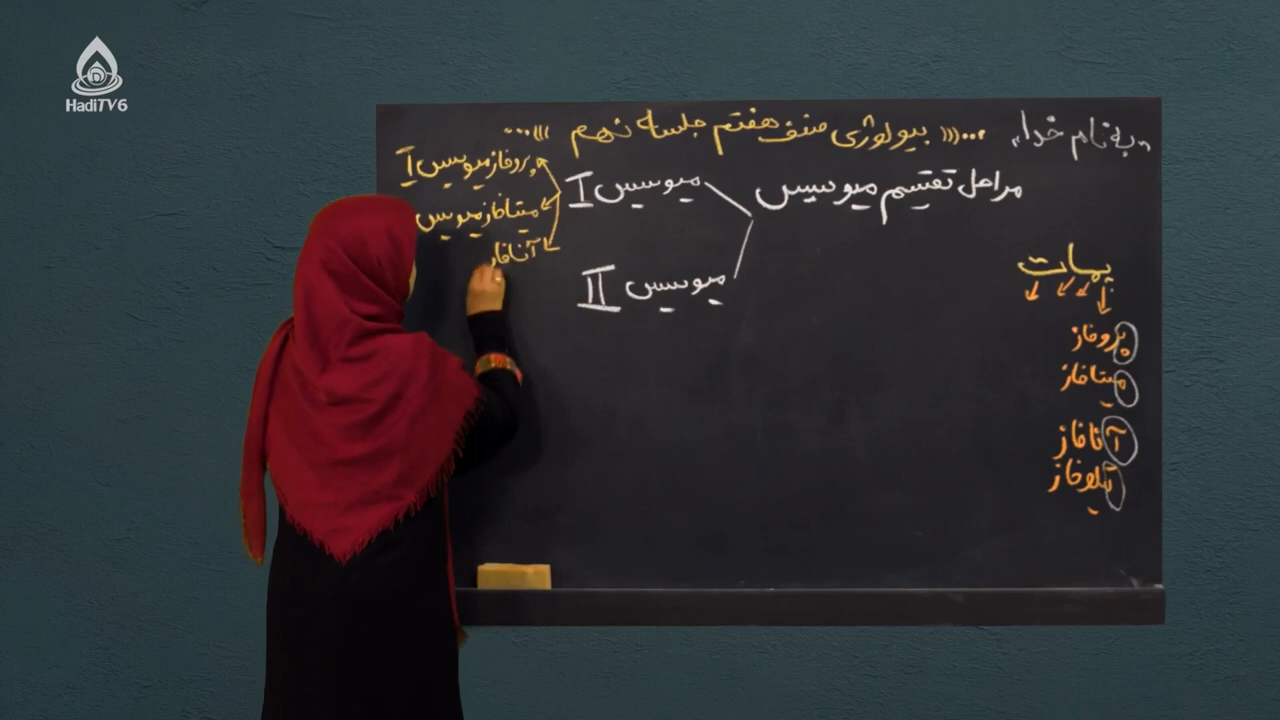 HadiTV6
"به نام خدا"
...((( بیولوژی صنف هفتم جلسه نهم )))...
مراحل تقسیم میوسیس
میوسیس I
میوسیس II
پروفاز میوسیس I
میتافاز میوسیس
آنافاز
پمات
پروفاز
میتافاز
آنافاز
تیلوفاز